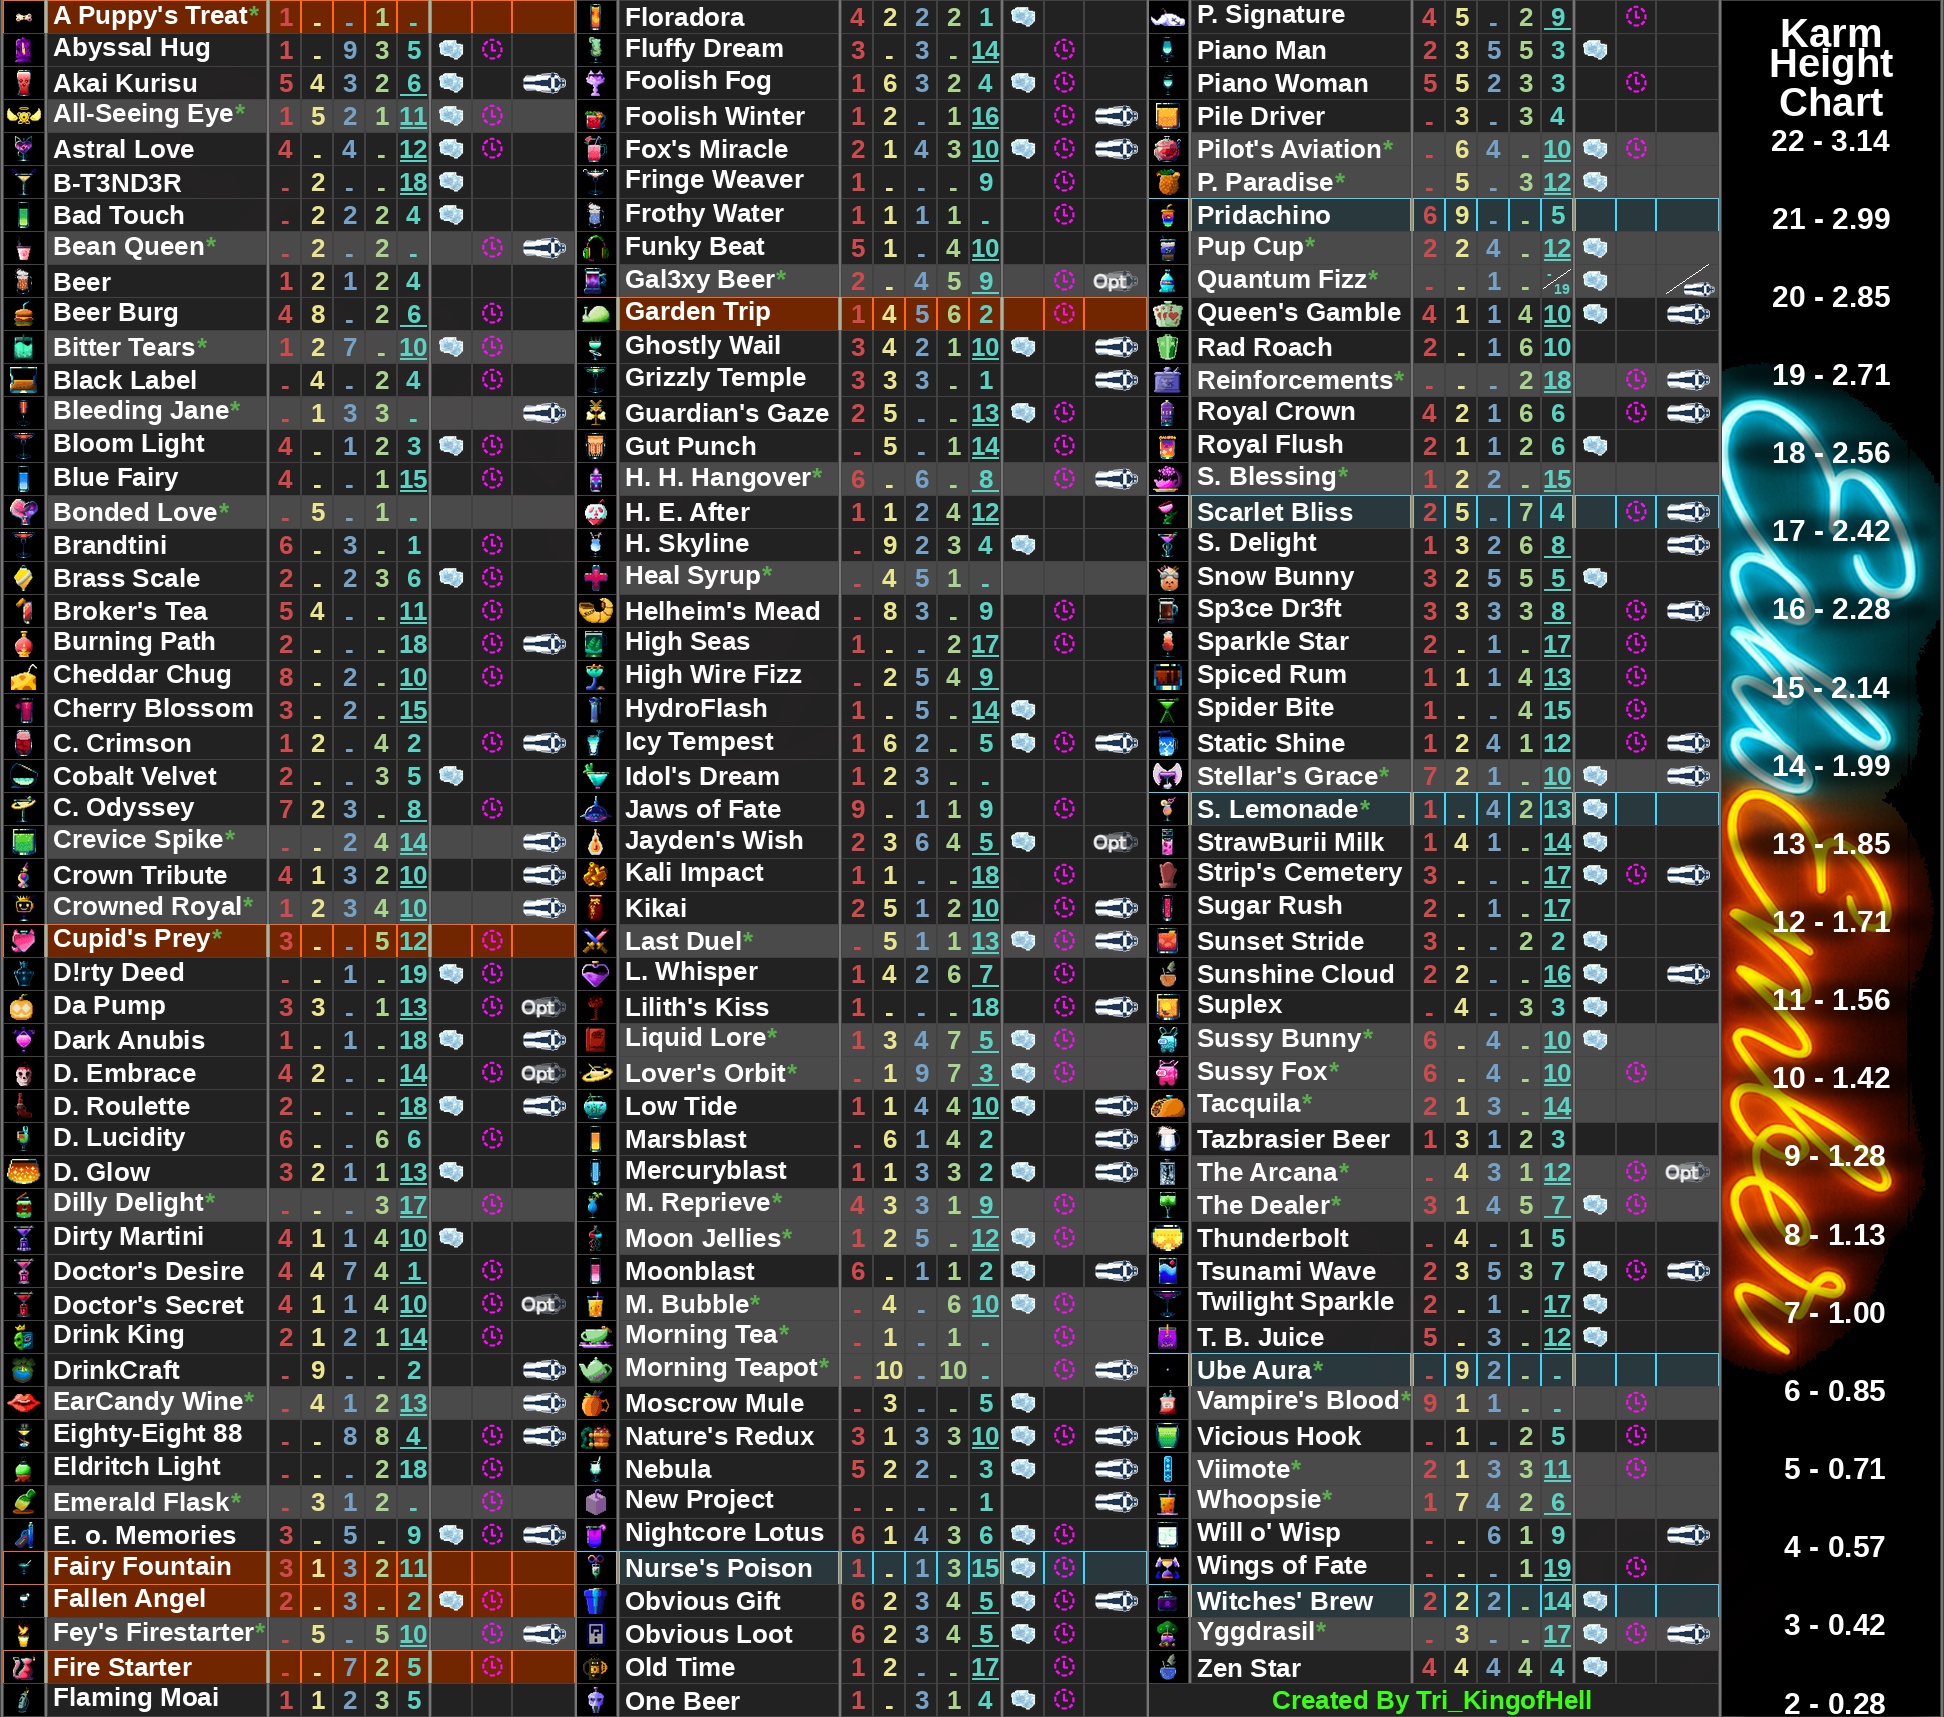 A Puppy's Treat* 1 - - 1 -
Abyssal Hug 1 - 9 3 5
Akai Kurisu 5 4 3 2 6
All-Seeing Eye* 1 5 2 1 11
Astral Love 4 - 4 - 12
B-T3ND3R - 2 - - 18
Bad Touch - 2 2 2 4
Bean Queen* - 2 - 2 -
Beer 1 2 1 2 4
Beer Burg 4 8 - 2 6
Bitter Tears* 1 2 7 - 10
Black Label - 4 - 2 4
Bleeding Jane* - 1 3 3 -
Bloom Light 4 - 1 2 3
Blue Fairy 4 - - 1 15
Bonded Love* - 5 - 1 -
Brandtini 6 - 3 - 1
Brass Scale 2 - 2 3 6
Broker's Tea 5 4 - - 11
Burning Path 2 - - - 18
Cheddar Chug 8 - 2 - 10
Cherry Blossom 3 - 2 - 15
C. Crimson 1 2 - 4 2
Cobalt Velvet 2 - - 3 5
C. Odyssey 7 2 3 - 8
Crevice Spike* - - 2 4 14
Crown Tribute 4 1 3 2 10
Crowned Royal* 1 2 3 4 10
Cupid's Prey* 3 - - 5 12
D!rty Deed - - 1 - 19
Da Pump 3 3 - 1 13 Opt
Dark Anubis 1 - 1 - 18
D. Embrace 4 2 - - 14 Opt
D. Roulette 2 - - - 18
D. Lucidity 6 - - 6 6
D. Glow 3 2 1 1 13
Dilly Delight* - - - 3 17
Dirty Martini 4 1 1 4 10
Doctor's Desire 4 4 7 4 1
Doctor's Secret 4 1 1 4 10 Opt
Drink King 2 1 2 1 14
DrinkCraft - 9 - - 2
EarCandy Wine* - 4 1 2 13
Eighty-Eight 88 - - 8 8 4
Eldritch Light - - - 2 18
Emerald Flask* - 3 1 2 -
E. o. Memories 3 - 5 - 9
Fairy Fountain 3 1 3 2 11
Fallen Angel 2 - 3 - 2
Fey's Firestarter* - 5 - 5 10
Fire Starter - - 7 2 5
Flaming Moai 1 1 2 3 5
Floradora 4 2 2 2 1
Fluffy Dream 3 - 3 - 14
Foolish Fog 1 6 3 2 4
Foolish Winter 1 2 - 1 16
Fox's Miracle 2 1 4 3 10
Fringe Weaver 1 - - - 9
Frothy Water 1 1 1 1 -
Funky Beat 5 1 - 4 10
Gal3xy Beer* 2 - 4 5 9 Opt
Garden Trip 1 4 5 6 2
Ghostly Wail 3 4 2 1 10
Grizzly Temple 3 3 3 - 1
Guardian's Gaze 2 5 - - 13
Gut Punch - 5 - 1 14
H. H. Hangover* 6 - 6 - 8
H. E. After 1 1 2 4 12
H. Skyline - 9 2 3 4
Heal Syrup* - 4 5 1 -
Helheim's Mead - 8 3 - 9
High Seas 1 - - 2 17
High Wire Fizz - 2 5 4 9
HydroFlash 1 - 5 - 14
Icy Tempest 1 6 2 - 5
Idol's Dream 1 2 3 - -
Jaws of Fate 9 - 1 1 9
Jayden's Wish 2 3 6 4 5 Opt
Kali Impact 1 1 - - 18
Kikai 2 5 1 2 10
Last Duel* - 5 1 1 13
L. Whisper 1 4 2 6 7
Lilith's Kiss 1 - - - 18
Liquid Lore* 1 3 4 7 5
Lover's Orbit* - 1 9 7 3
Low Tide 1 1 4 4 10
Marsblast - 6 1 4 2
Mercuryblast 1 1 3 3 2
M. Reprieve* 4 3 3 1 9
Moon Jellies* 1 2 5 - 12
Moonblast 6 - 1 1 2
M. Bubble* - 4 - 6 10
Morning Tea* - 1 - 1 -
Morning Teapot* - 10 - 10 -
Moscrow Mule - 3 - - 5
Nature's Redux 3 1 3 3 10
Nebula 5 2 2 - 3
New Project - - - - 1
Nightcore Lotus 6 1 4 3 6
Nurse's Poison 1 - 1 3 15
Obvious Gift 6 2 3 4 5
Obvious Loot 6 2 3 4 5
Old Time 1 2 - - 17
One Beer 1 - 3 1 4
P. Signature 4 5 - 2 9
Piano Man 2 3 5 5 3
Piano Woman 5 5 2 3 3
Pile Driver - 3 - 3 4
Pilot's Aviation* - 6 4 - 10
P. Paradise* - 5 - 3 12
Pridachino 6 9 - - 5
Pup Cup* 2 2 4 - 12
Quantum Fizz* - - 1 - -/19
Queen's Gamble 4 1 1 4 10
Rad Roach 2 - 1 6 10
Reinforcements* - - - 2 18
Royal Crown 4 2 1 6 6
Royal Flush 2 1 1 2 6
S. Blessing* 1 2 2 - 15
Scarlet Bliss 2 5 - 7 4
S. Delight 1 3 2 6 8
Snow Bunny 3 2 5 5 5
Sp3ce Dr3ft 3 3 3 3 8
Sparkle Star 2 - 1 - 17
Spiced Rum 1 1 1 4 13
Spider Bite 1 - - 4 15
Static Shine 1 2 4 1 12
Stellar's Grace* 7 2 1 - 10
S. Lemonade* 1 - 4 2 13
StrawBurii Milk 1 4 1 - 14
Strip's Cemetery 3 - - - 17
Sugar Rush 2 - 1 - 17
Sunset Stride 3 - - 2 2
Sunshine Cloud 2 2 - - 16
Suplex - 4 - 3 3
Sussy Bunny* 6 - 4 - 10
Sussy Fox* 6 - 4 - 10
Tacquila* 2 1 3 - 14
Tazbrasier Beer 1 3 1 2 3
The Arcana* - 4 3 1 12 Opt
The Dealer* 3 1 4 5 7
Thunderbolt - 4 - 1 5
Tsunami Wave 2 3 5 3 7
Twilight Sparkle 2 - 1 - 17
T. B. Juice 5 - 3 - 12
Ube Aura* - 9 2 - -
Vampire's Blood* 9 1 1 - -
Vicious Hook - 1 - 2 5
Viimote* 2 1 3 3 11
Whoopsie* 1 7 4 2 6
Will o' Wisp - - 6 1 9
Wings of Fate - - - 1 19
Witches' Brew 2 2 2 - 14
Yggdrasil* - 3 - - 17
Zen Star 4 4 4 4 4
Created By Tri_KingofHell
Karm
Height
Chart
22 - 3.14
21 - 2.99
20 - 2.85
19 - 2.71
18 - 2.56
17 - 2.42
16 - 2.28
15 - 2.14
14 - 1.99
13 - 1.85
12 - 1.71
11 - 1.56
10 - 1.42
9 - 1.28
8 - 1.13
7 - 1.00
6 - 0.85
5 - 0.71
4 - 0.57
3 - 0.42
2 - 0.28